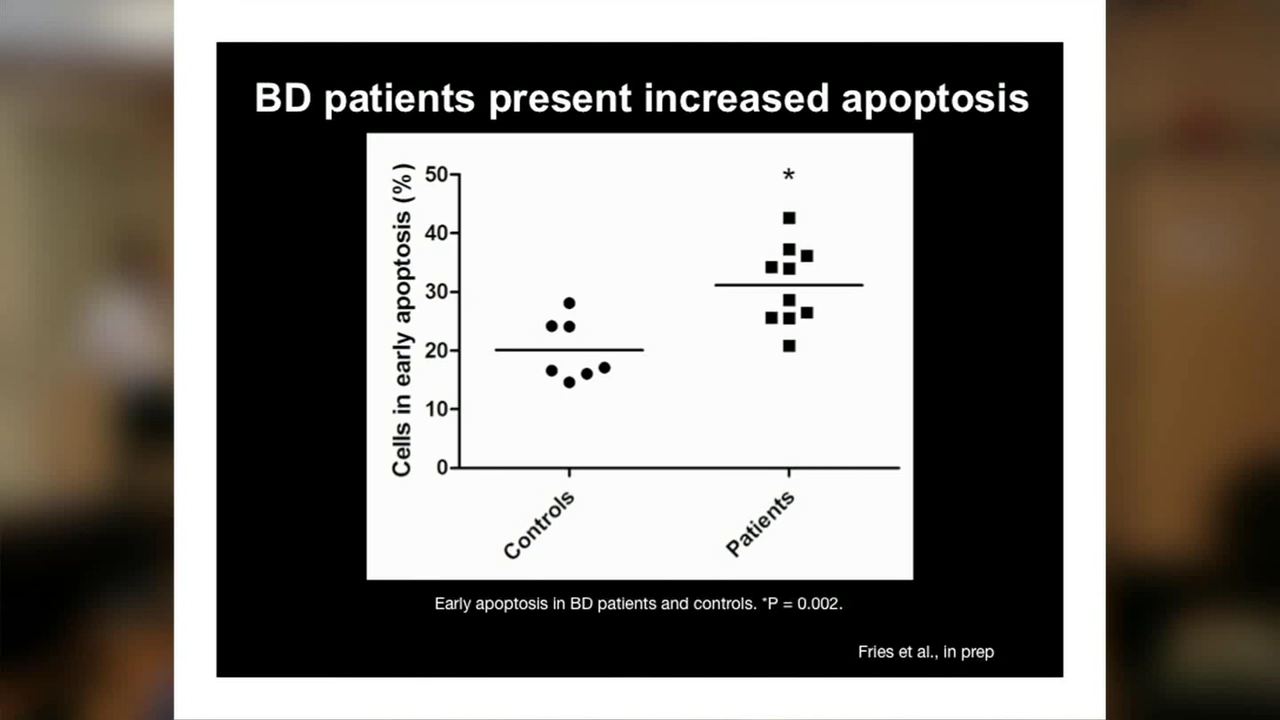 BD patients present increased apoptosis
Cells in early apoptosis (%)
50
40
30
20
10
0
*
Controls
Patients
Early apoptosis in BD patients and controls. *P = 0.002.
Fries et al., in prep